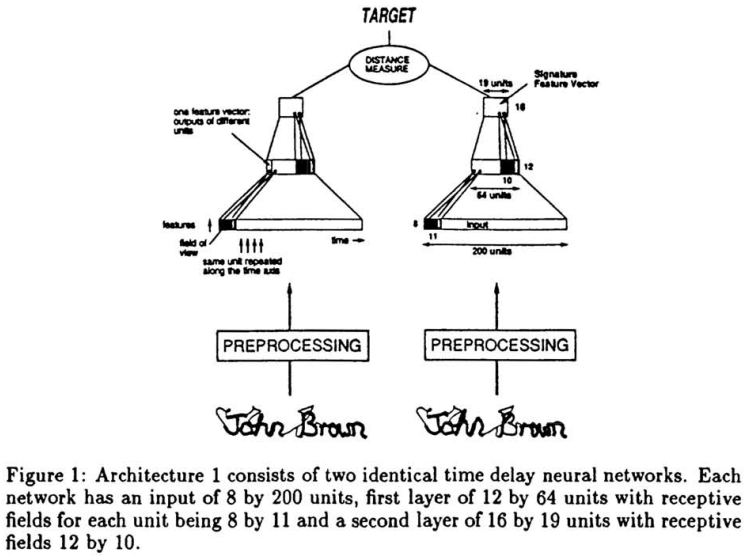 TARGET
DISTANCE
MEASURE
19 units
Signature
Feature Vector
16
one feature vector:
outputs of different
units
12
10
64 units
features
field of
view
time
same unit repeated
along the time axis
8
11
Input
200 units
PREPROCESSING
PREPROCESSING
John Brown
John Brown
Figure 1: Architecture 1 consists of two identical time delay neural networks. Each
network has an input of 8 by 200 units, first layer of 12 by 64 units with receptive
fields for each unit being 8 by 11 and a second layer of 16 by 19 units with receptive
fields 12 by 10.